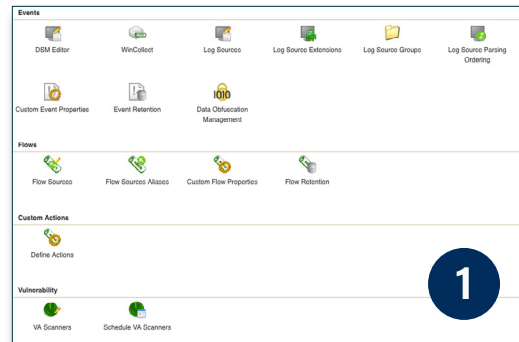 Events
DSM Editor
WinCollect
Log Sources
Log Source Extensions
Log Source Groups
Log Source Parsing
Ordering
Custom Event Properties
Event Retention
Data Obfuscation
Management
Flows
Flow Sources
Flow Sources Aliases
Custom Flow Properties
Flow Retention
Custom Actions
Define Actions
Vulnerability
VA Scanners
Schedule VA Scanners
1